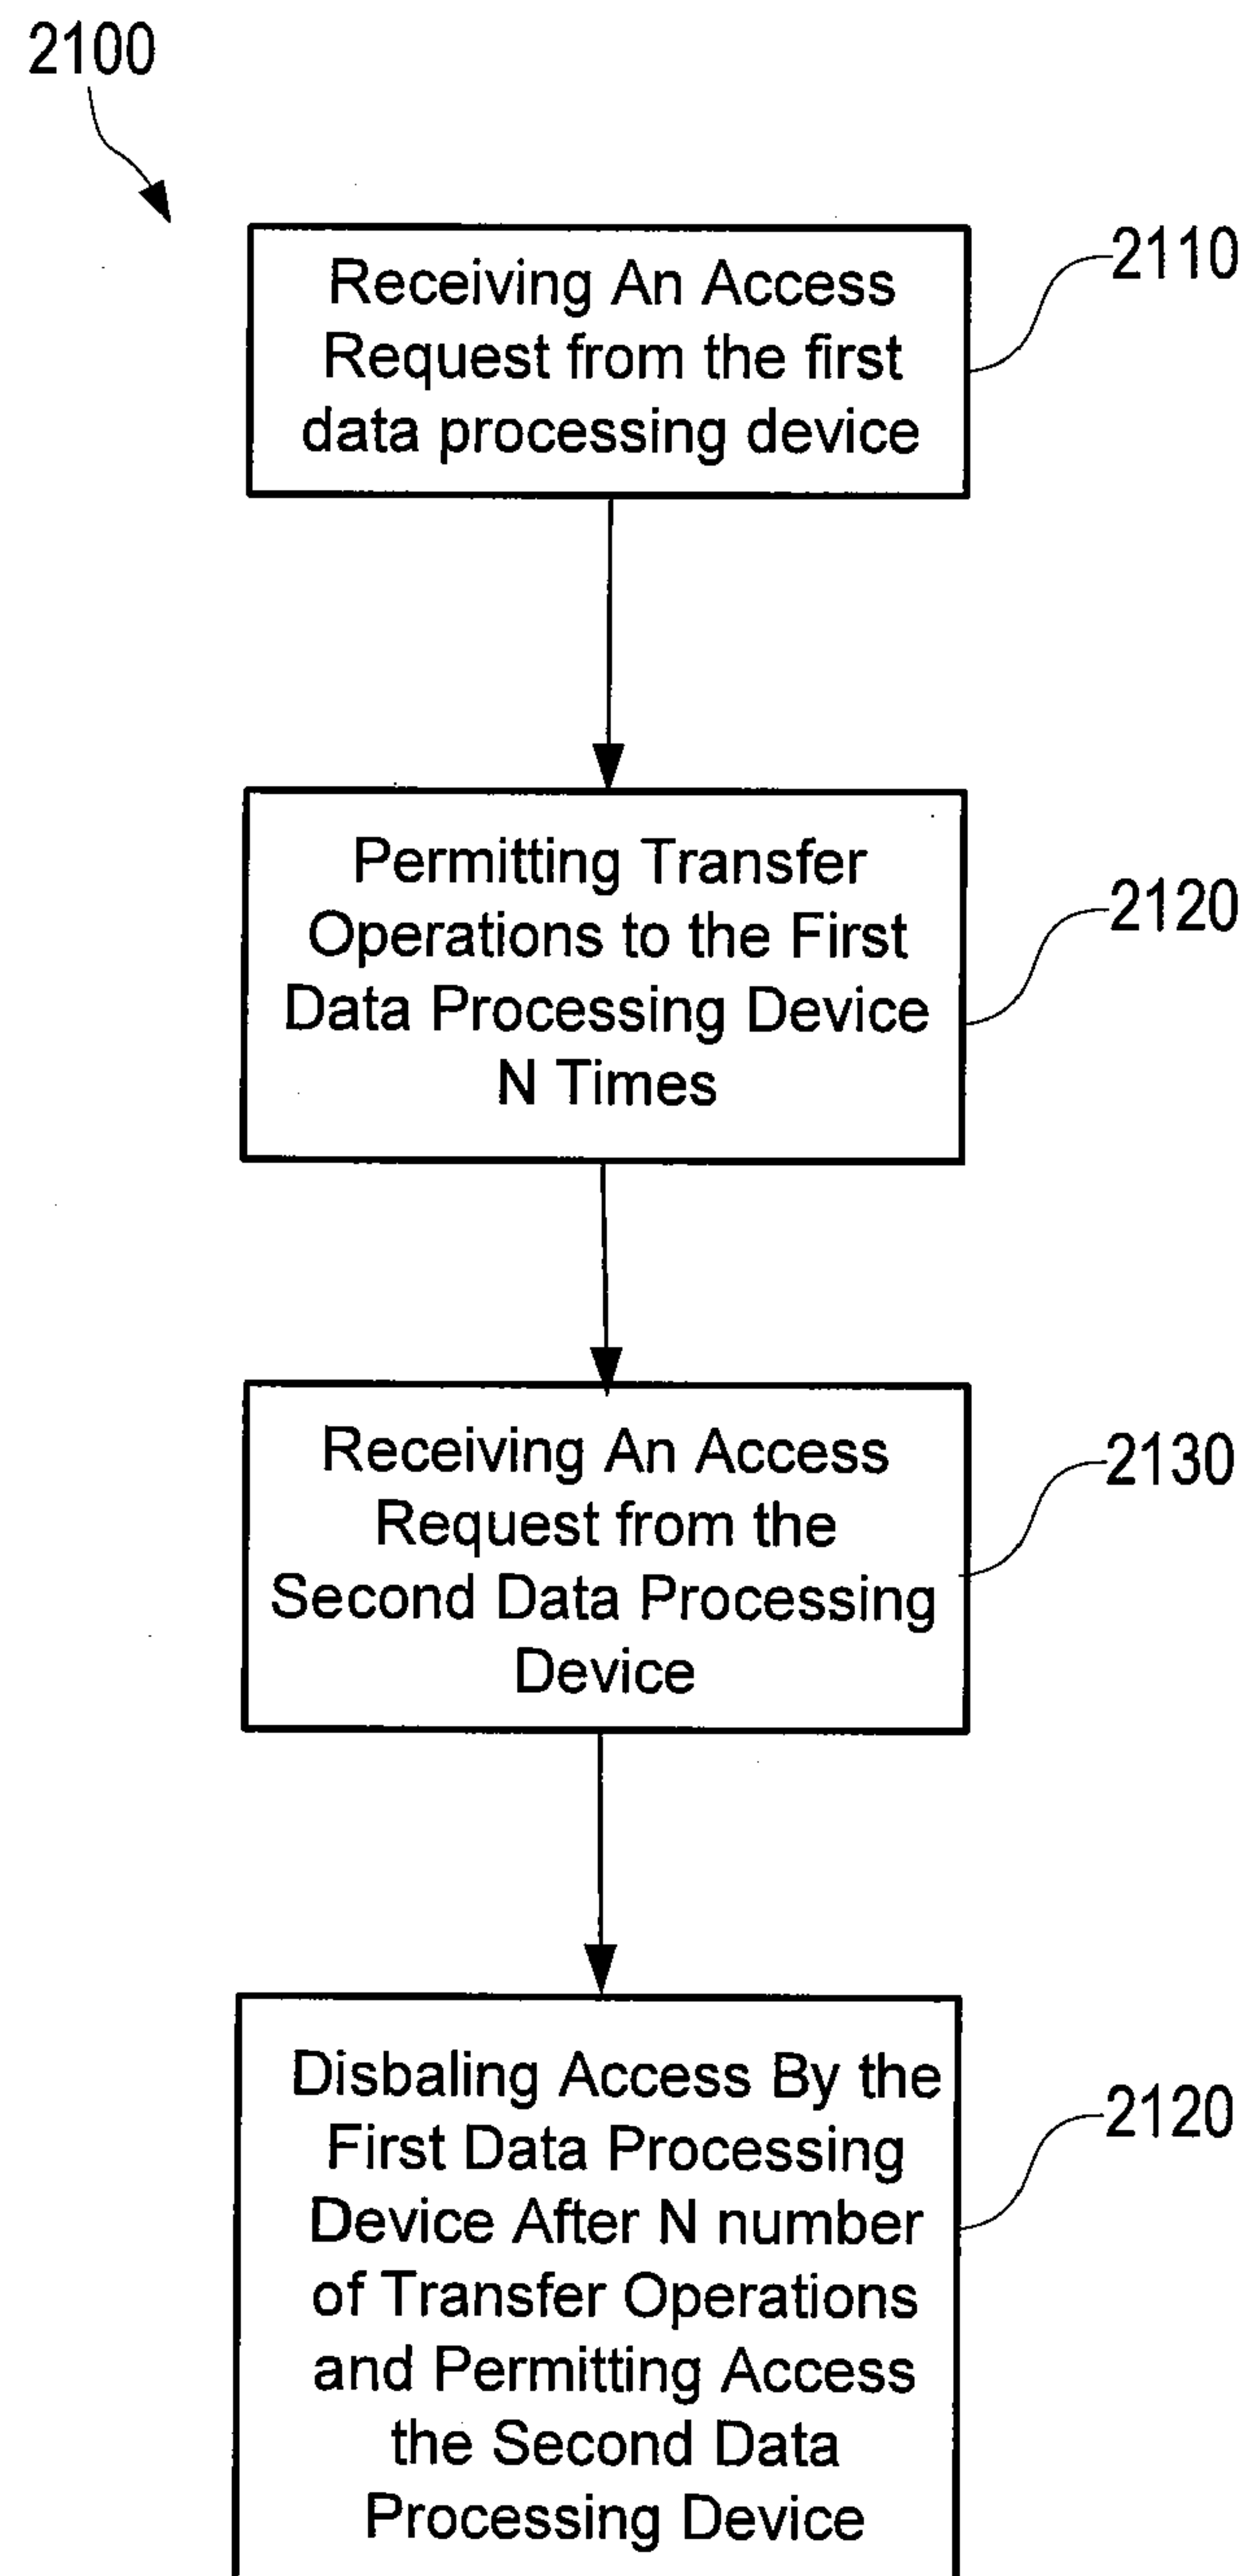 2100
Receiving An Access
Request from the first
data processing device
2110
Permitting Transfer
Operations to the First
Data Processing Device
N Times
2120
Receiving An Access
Request from the
Second Data Processing
Device
2130
Disbaling Access By the
First Data Processing
Device After N number
of Transfer Operations
and Permitting Access
the Second Data
Processing Device
2120